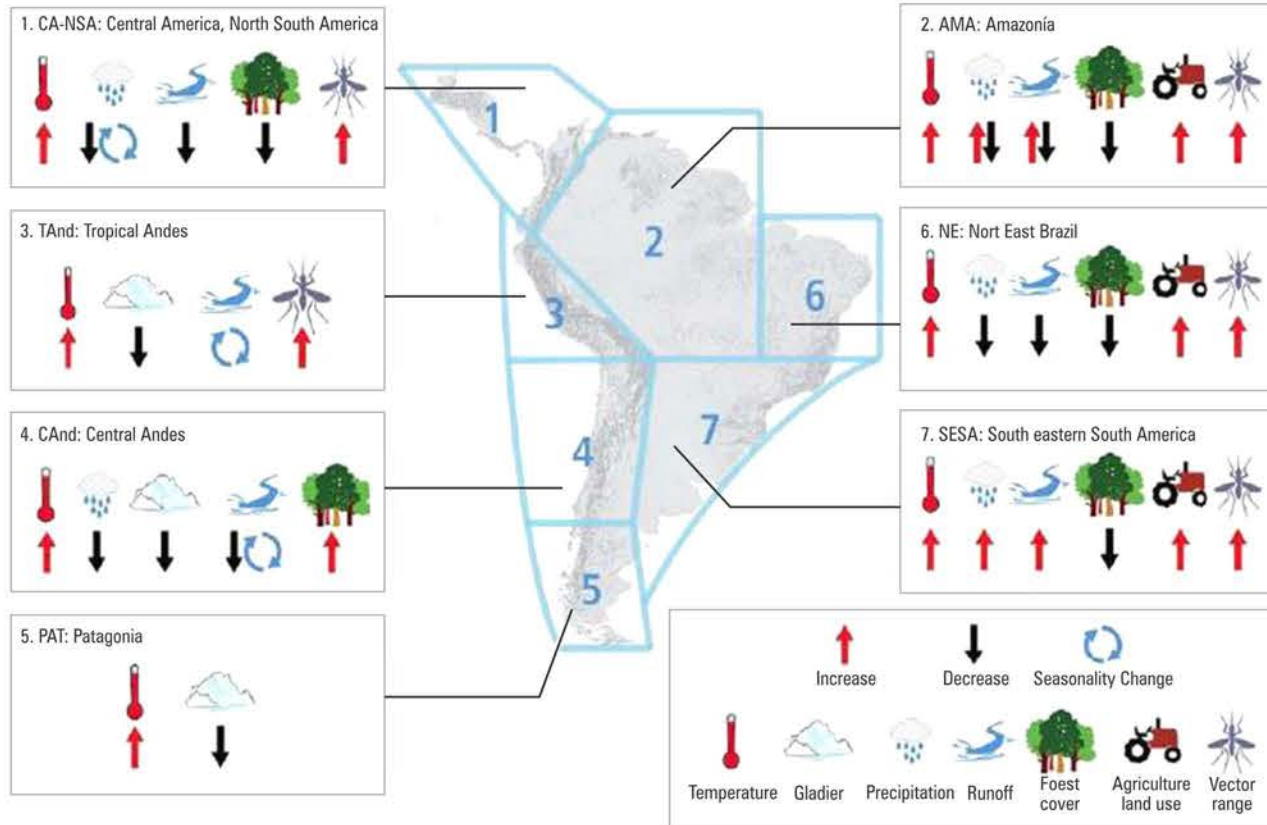 1. CA-NSA: Central America, North South America
2. AMA: Amazonía
3. TAnd: Tropical Andes
6. NE: Nort East Brazil
4. CAnd: Central Andes
7. SESA: South eastern South America
5. PAT: Patagonia
1
2
3
6
4
7
5
Increase
Decrease
Seasonality Change
Temperature
Gladier
Precipitation
Runoff
Foest
cover
Agriculture
land use
Vector
range